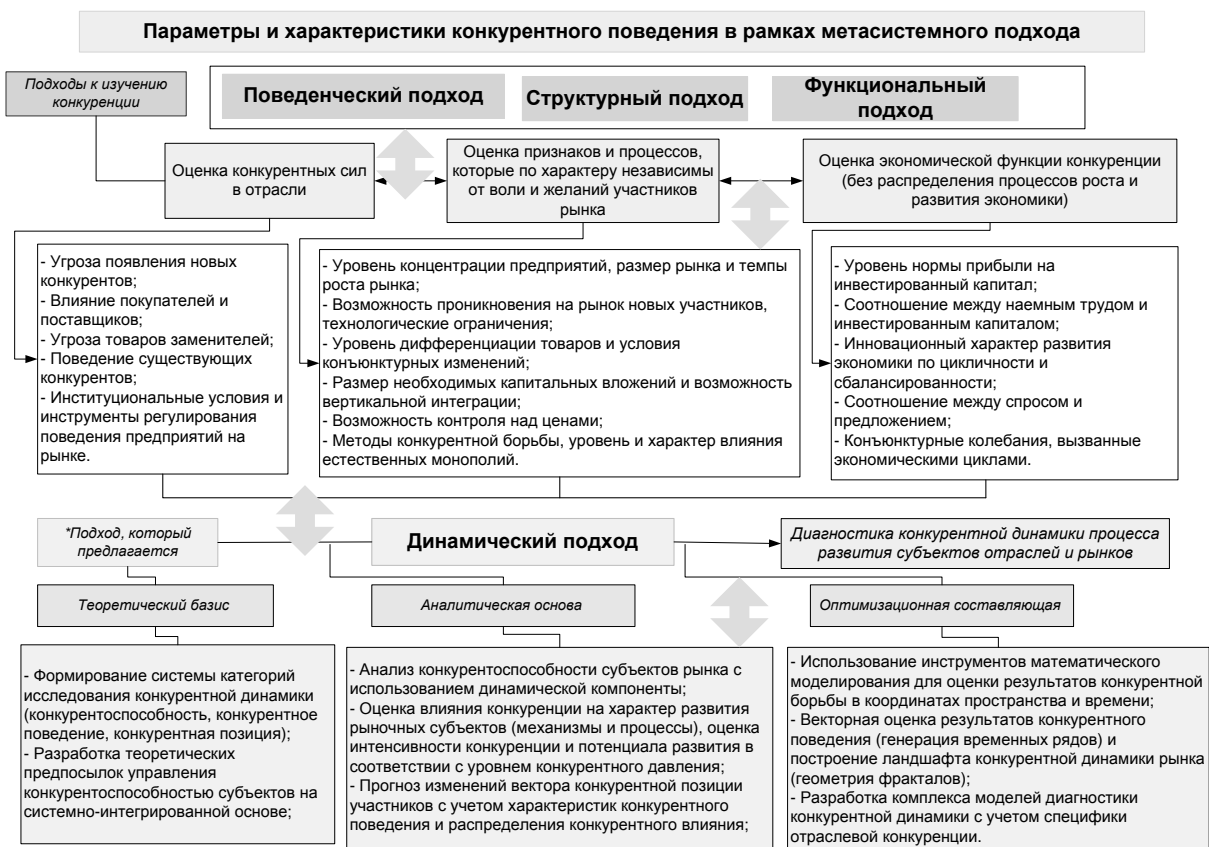 Параметры и характеристики конкурентного поведения в рамках метасистемного подхода
Подходы к изучению
конкуренции
Поведенческий подход
Структурный подход
Функциональный
подход
Оценка конкурентных сил
в отрасли
Оценка признаков и процессов,
которые по характеру независимы
от воли и желаний участников
рынка
Оценка экономической функции конкуренции
(без распределения процессов роста и
развития экономики)
- Угроза появления новых
конкурентов;
- Влияние покупателей и
поставщиков;
- Угроза товаров заменителей;
- Поведение существующих
конкурентов;
- Институциональные условия и
инструменты регулирования
поведения предприятий на
рынке.
- Уровень концентрации предприятий, размер рынка и темпы
роста рынка;
- Возможность проникновения на рынок новых участников,
технологические ограничения;
- Уровень дифференциации товаров и условия
конъюнктурных изменений;
- Размер необходимых капитальных вложений и возможность
вертикальной интеграции;
- Возможность контроля над ценами;
- Методы конкурентной борьбы, уровень и характер влияния
естественных монополий.
- Уровень нормы прибыли на
инвестированный капитал;
- Соотношение между наемным трудом и
инвестированным капиталом;
- Инновационный характер развития
экономики по цикличности и
сбалансированности;
- Соотношение между спросом и
предложением;
- Конъюнктурные колебания, вызванные
экономическими циклами.
*Подход, который
предлагается
Динамический подход
Диагностика конкурентной динамики процесса
развития субъектов отраслей и рынков
Теоретический базис
Аналитическая основа
Оптимизационная составляющая
- Формирование системы категорий
исследования конкурентной динамики
(конкурентоспособность, конкурентное
поведение, конкурентная позиция);
- Разработка теоретических
предпосылок управления
конкурентоспособностью субъектов на
системно-интегрированной основе;
- Анализ конкурентоспособности субъектов рынка с
использованием динамической компоненты;
- Оценка влияния конкуренции на характер развития
рыночных субъектов (механизмы и процессы), оценка
интенсивности конкуренции и потенциала развития в
соответствии с уровнем конкурентного давления;
- Прогноз изменений вектора конкурентной позиции
участников с учетом характеристик конкурентного
поведения и распределения конкурентного влияния;
- Использование инструментов математического
моделирования для оценки результатов конкурентной
борьбы в координатах пространства и времени;
- Векторная оценка результатов конкурентного
поведения (генерация временных рядов) и
построение ландшафта конкурентной динамики рынка
(геометрия фракталов);
- Разработка комплекса моделей диагностики
конкурентной динамики с учетом специфики
отраслевой конкуренции.